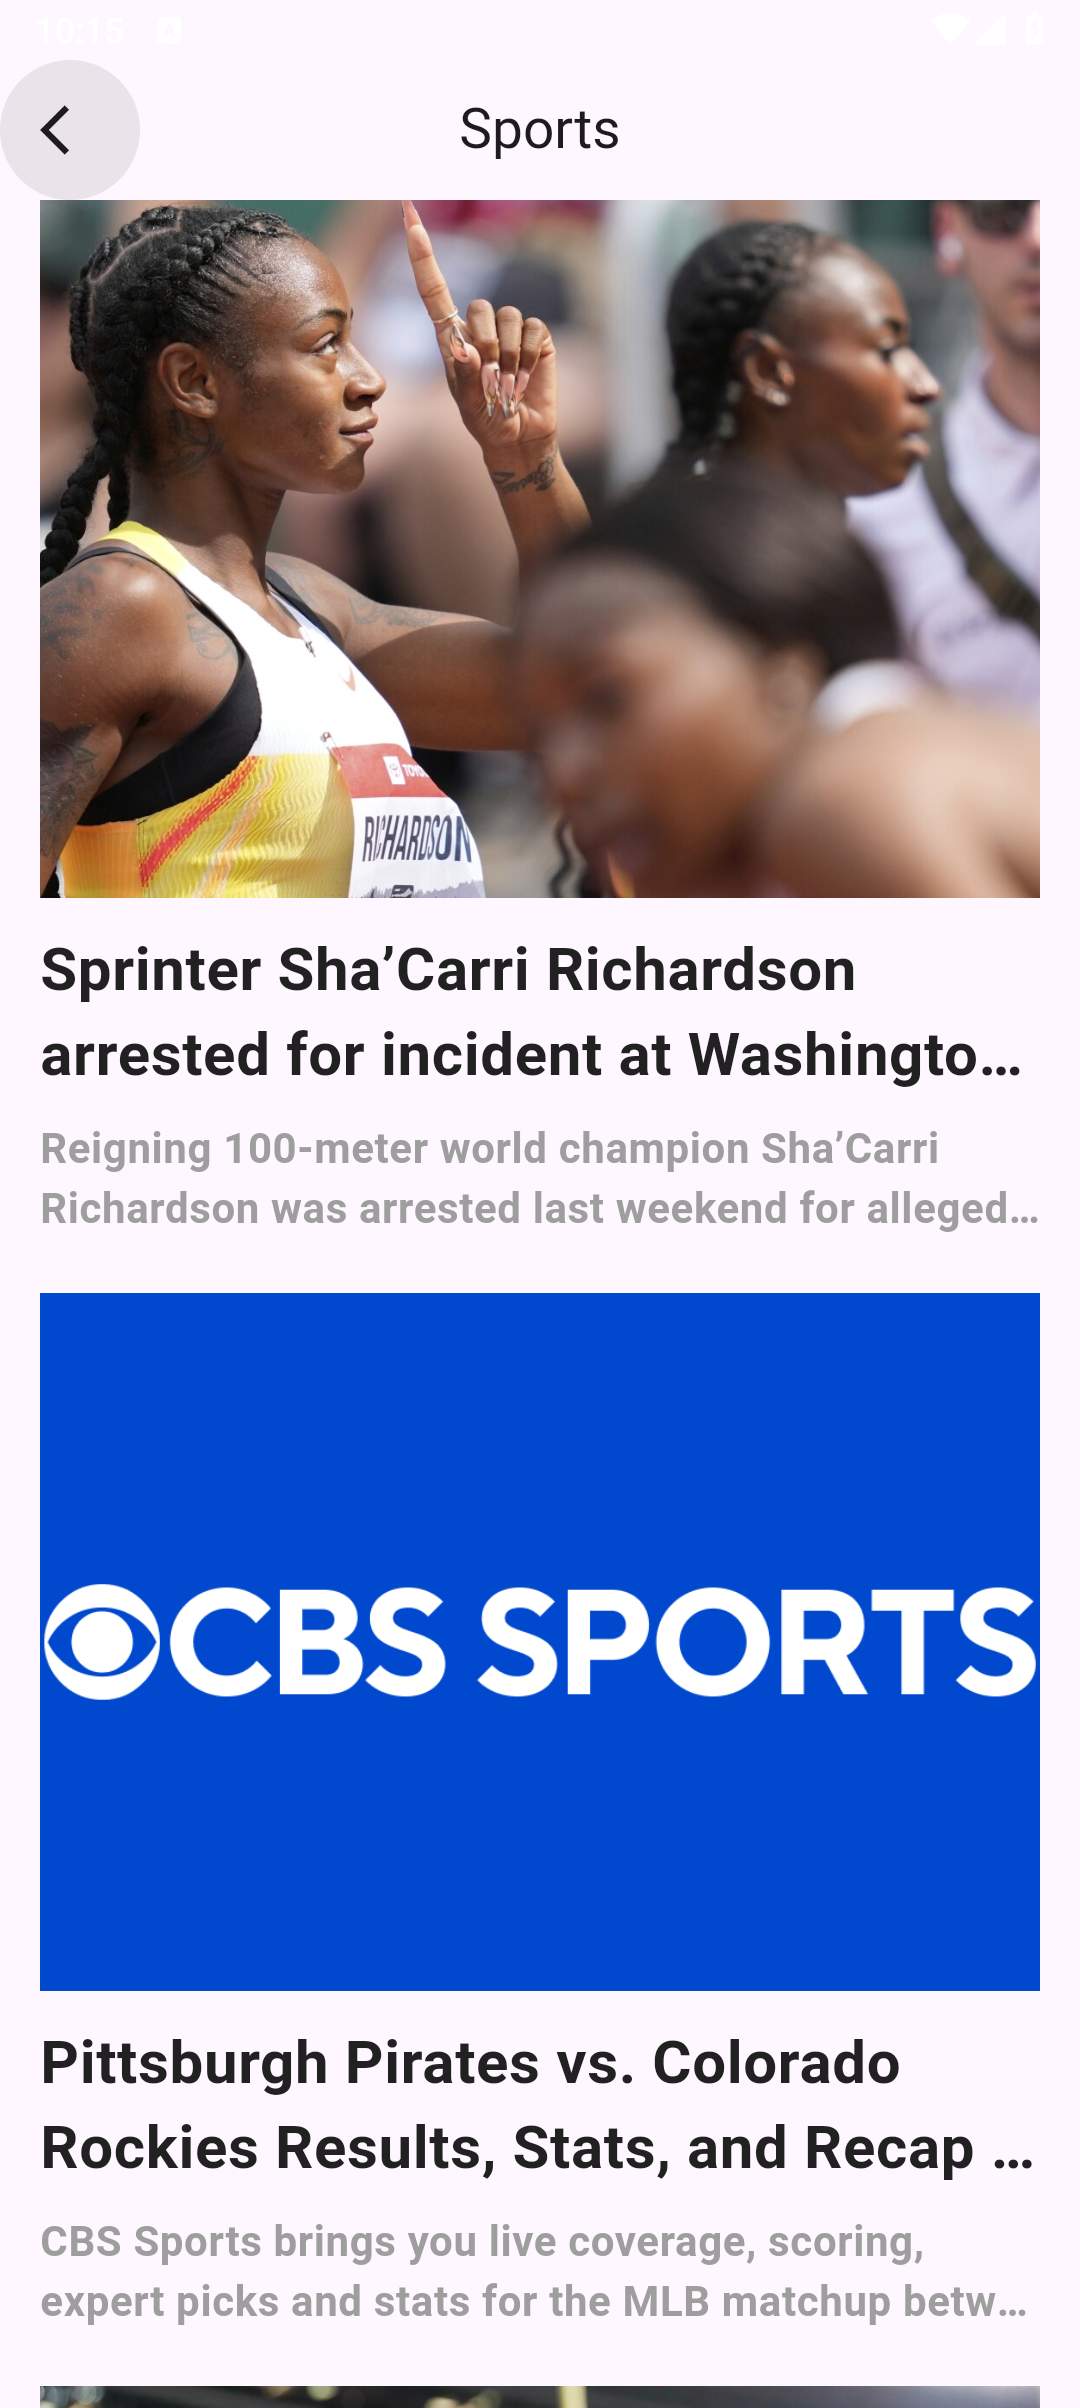 10:15
Sports
TOYO
RICHARDSON
Sprinter Sha’Carri Richardson
arrested for incident at Washingto…
Reigning 100-meter world champion Sha’Carri
Richardson was arrested last weekend for alleged…
CBS SPORTS
Pittsburgh Pirates vs. Colorado
Rockies Results, Stats, and Recap …
CBS Sports brings you live coverage, scoring,
expert picks and stats for the MLB matchup betw…